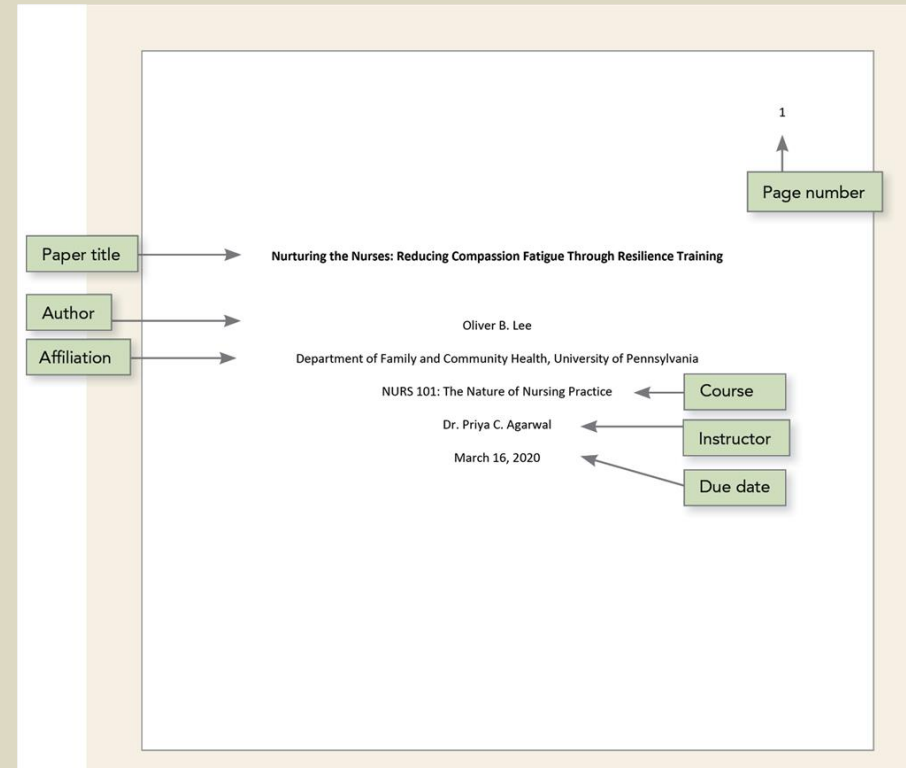 1
Page number
Paper title
Nurturing the Nurses: Reducing Compassion Fatigue Through Resilience Training
Author
Oliver B. Lee
Affiliation
Department of Family and Community Health, University of Pennsylvania
NURS 101: The Nature of Nursing Practice
Course
Dr. Priya C. Agarwal
Instructor
March 16, 2020
Due date